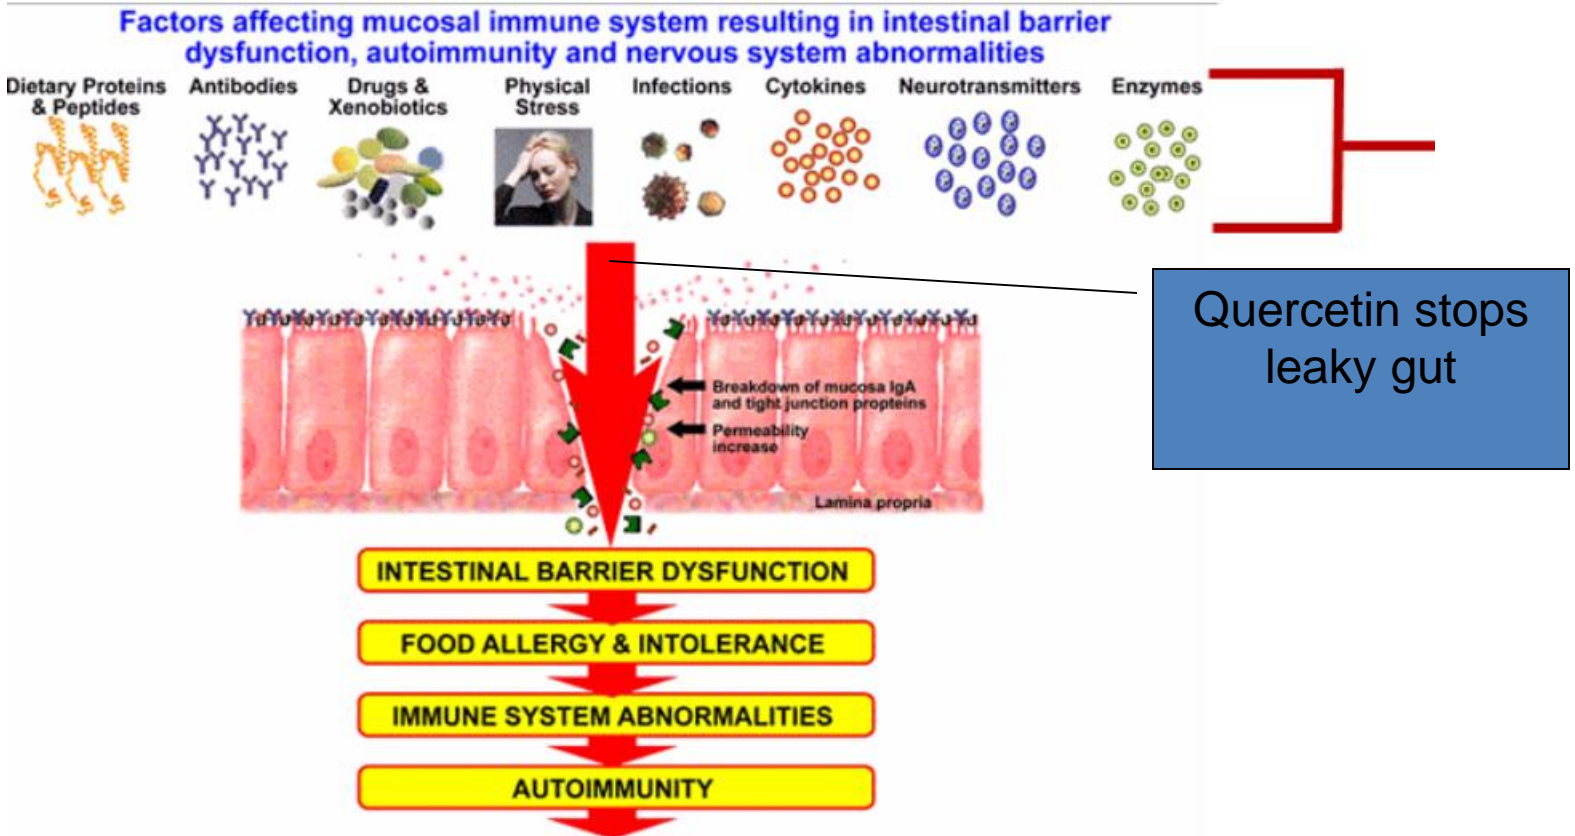 Factors affecting mucosal immune system resulting in intestinal barrier
dysfunction, autoimmunity and nervous system abnormalities
Dietary Proteins
& Peptides
Antibodies
Drugs &
Xenobiotics
Physical
Stress
Infections
Cytokines
Neurotransmitters
Enzymes
Quercetin stops
leaky gut
Breakdown of mucosa IgA
and tight junction propteins
Permeability
increase
Lamina propria
INTESTINAL BARRIER DYSFUNCTION
FOOD ALLERGY & INTOLERANCE
IMMUNE SYSTEM ABNORMALITIES
AUTOIMMUNITY